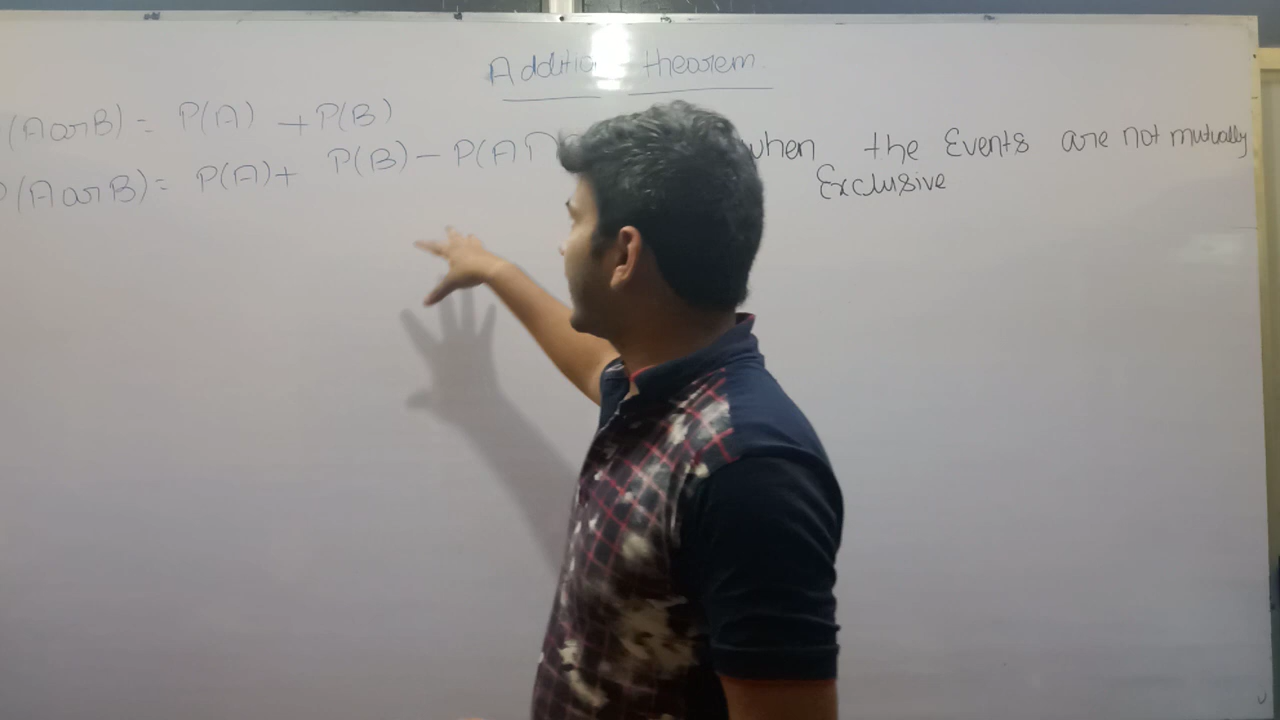 Addition theorem
(A or B) = P(A) + P(B)
P(A or B) = P(A) + P(B) - P(A∩ when the Events are not mutually
Exclusive